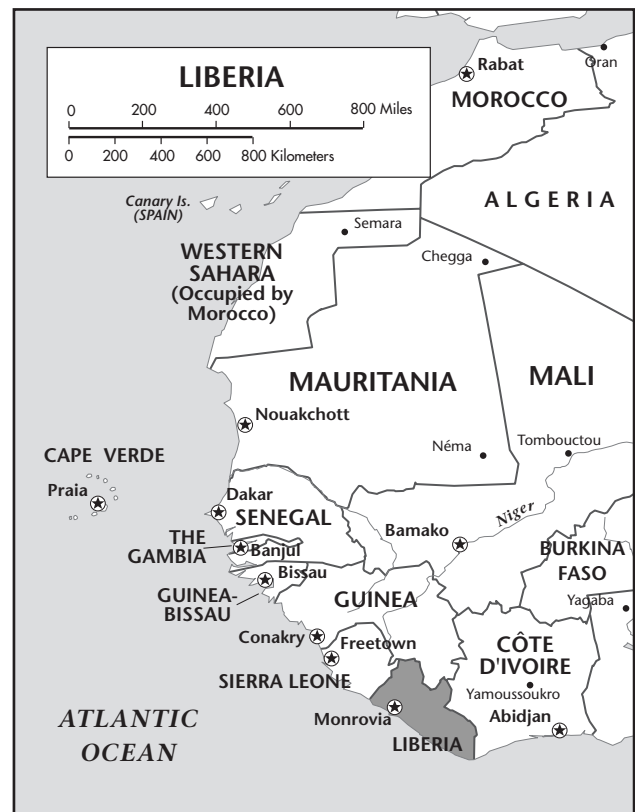 LIBERIA
0 200 400 600 800 Miles
0 200 400 600 800 Kilometers
Rabat
Oran
MOROCCO
Canary Is.
(SPAIN)
ALGERIA
Semara
WESTERN
SAHARA
(Occupied by
Morocco)
Chegga
MAURITANIA
MALI
Nouakchott
Néma
Tombouctou
CAPE VERDE
Praia
Dakar
SENEGAL
Niger
Bamako
THE
GAMBIA
Banjul
BURKINA
FASO
Bissau
GUINEA-
BISSAU
GUINEA
Yagaba
Conakry
Freetown
CÔTE
D'IVOIRE
SIERRA LEONE
Yamoussoukro
Monrovia
Abidjan
ATLANTIC
OCEAN
LIBERIA